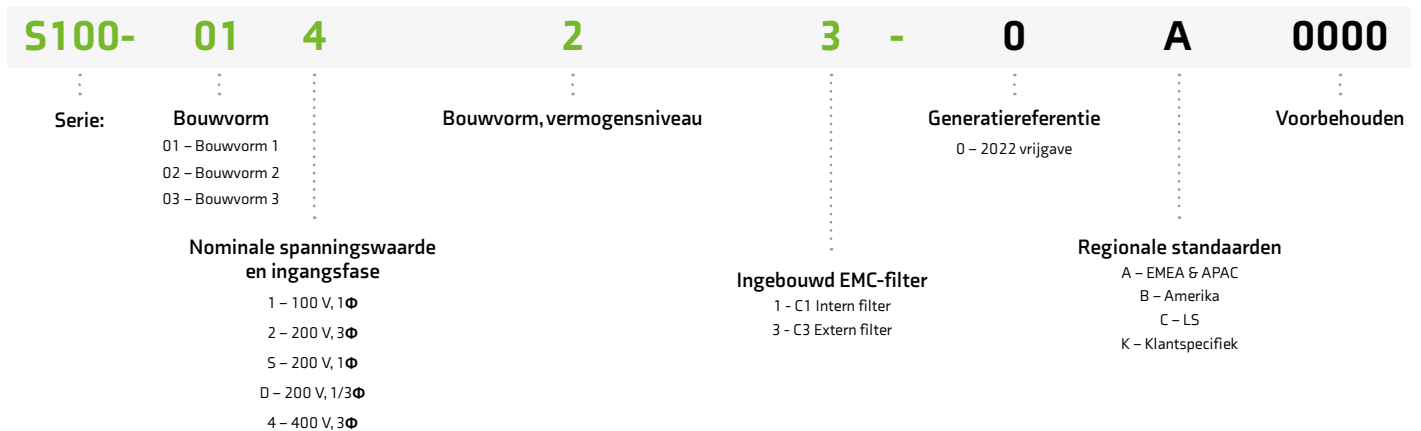 S100- 01 4 2 3 - 0 A 0000
Serie:
Bouwvorm
01 – Bouwvorm 1
02 – Bouwvorm 2
03 – Bouwvorm 3
Nominale spanningswaarde
en ingangsfase
1 – 100 V, 1Φ
2 – 200 V, 3Φ
S – 200 V, 1Φ
D – 200 V, 1/3Φ
4 – 400 V, 3Φ
Bouwvorm, vermogensniveau
Ingebouwd EMC-filter
1 - C1 Intern filter
3 - C3 Extern filter
Generatiereferentie
0 – 2022 vrijgave
Regionale standaarden
A – EMEA & APAC
B – Amerika
C – LS
K – Klantspecifiek
Voorbehouden